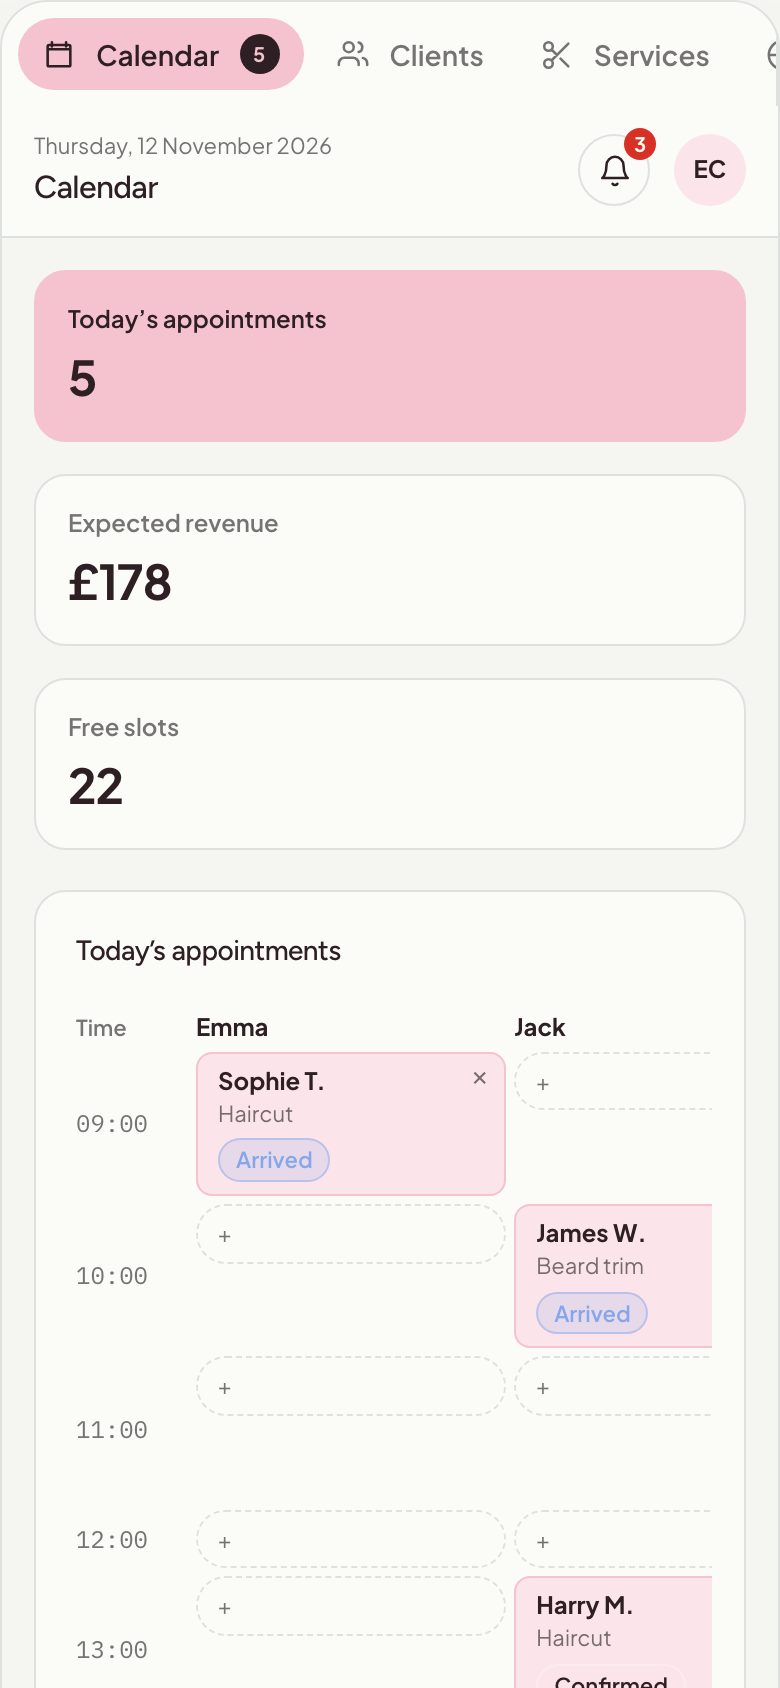 Calendar 5 Clients Services
Thursday, 12 November 2026
Calendar
3
EC
Today’s appointments
5
Expected revenue
£178
Free slots
22
Today’s appointments
Time Emma Jack
Sophie T. × +
09:00 Haircut
Arrived
+ James W.
10:00 Beard trim
Arrived
+ +
11:00
12:00 + +
+ Harry M.
13:00 Haircut
Confirmed